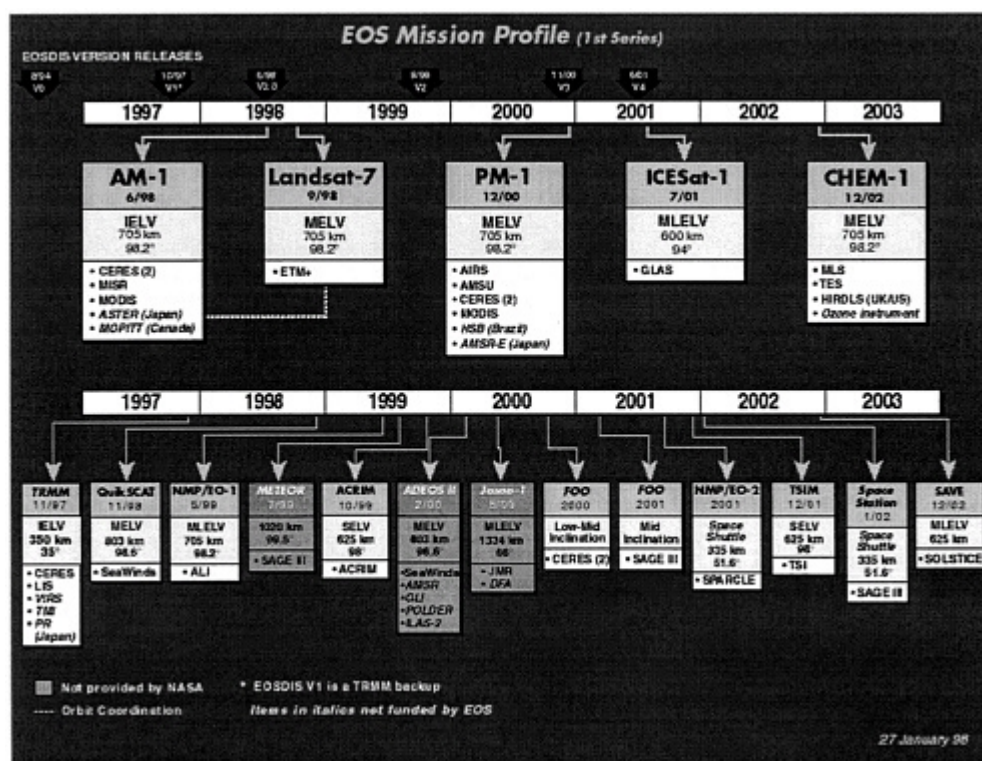 EOS Mission Profile (1st Series)
EOSDIS VERSION RELEASES
8/94 10/97 11/00 6/01
V0 V1* V2 V3 V4
1997 1998 1999 2000 2001 2002 2003
AM-1
6/98
IELV
705 km
98.2°
• CERES (2)
• MISR
• MODIS
• ASTER (Japan)
• MOPITT (Canada)
Landsat-7
9/98
MELV
705 km
98.2°
• ETM+
PM-1
12/00
MELV
705 km
98.2°
• AIRS
• AMSU
• CERES (2)
• MODIS
• HSB (Brazil)
• AMSR-E (Japan)
ICESat-1
7/01
MLELV
600 km
94°
• GLAS
CHEM-1
12/02
MELV
705 km
98.2°
• MLS
• TES
• HIRDLS (UK/US)
• Ozone instrument
1997 1998 1999 2000 2001 2002 2003
TRMM
11/97
IELV
350 km
35°
• CERES
• LIS
• VIRS
• TMI
• PR
(Japan)
QuikSCAT
11/98
MELV
803 km
98.6°
• SeaWinds
NMP/EO-1
5/99
MLELV
705 km
98.2°
• ALI
METEOR
7/99
1020 km
99.5°
• SAGE III
ACRIM
10/99
SELV
625 km
98°
• ACRIM
ADEOS II
2/00
MELV
803 km
98.6°
• SeaWinds
• AMSR
• GLI
• POLDER
• ILAS-2
Jason-1
5/00
MLELV
1334 km
66°
• JMR
• DFA
FOO
2000
Low-Mid
Inclination
• CERES (2)
FOO
2001
Mid
Inclination
• SAGE III
NMP/EO-2
2001
Space
Shuttle
335 km
51.6°
• SPARCLE
TSIM
12/01
SELV
625 km
98°
• TSI
Space
Station
1/02
Space
Shuttle
335 km
51.6°
• SAGE III
SAVE
12/02
MLELV
625 km
• SOLSTICE
Not provided by NASA * EOSDIS V1 is a TRMM backup
Orbit Coordination Items in italics not funded by EOS
27 January 98